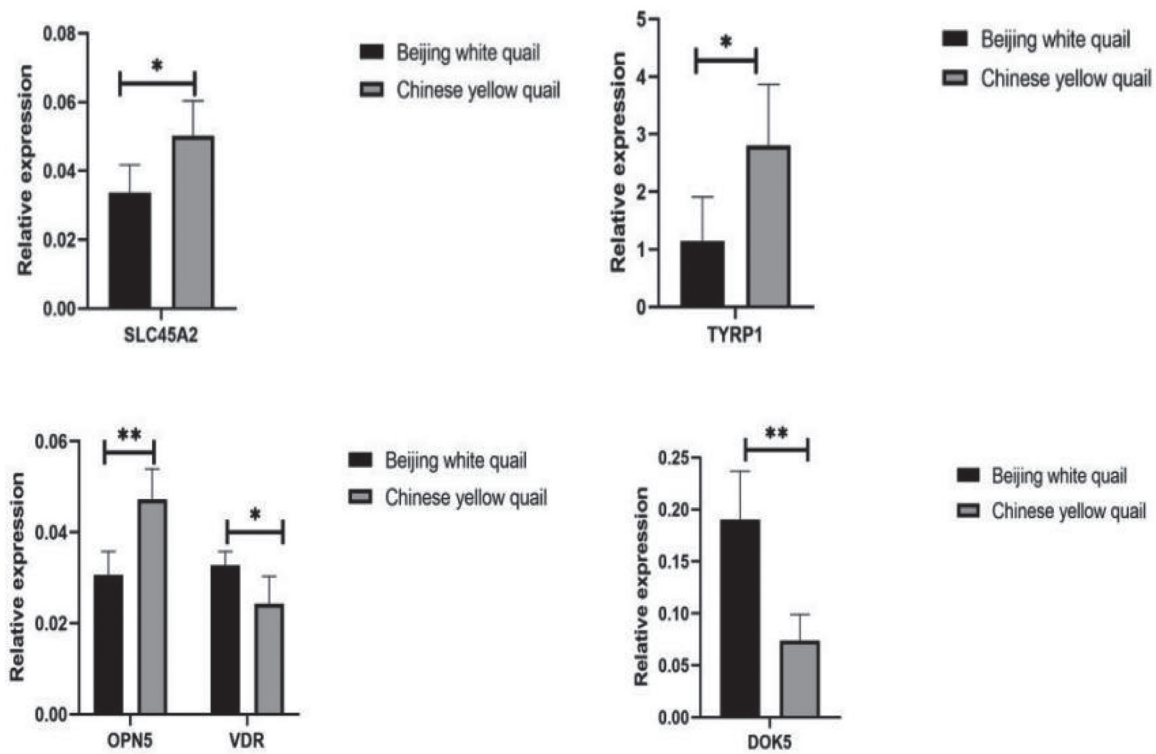 0.08
0.06
0.04
0.02
0.00
Relative expression
*
SLC45A2
Beijing white quail
Chinese yellow quail
5
4
3
2
1
0
Relative expression
*
TYRP1
Beijing white quail
Chinese yellow quail
0.06
0.04
0.02
0.00
Relative expression
**
*
OPN5 VDR
Beijing white quail
Chinese yellow quail
0.25
0.20
0.15
0.10
0.05
0.00
Relative expression
**
DOK5
Beijing white quail
Chinese yellow quail